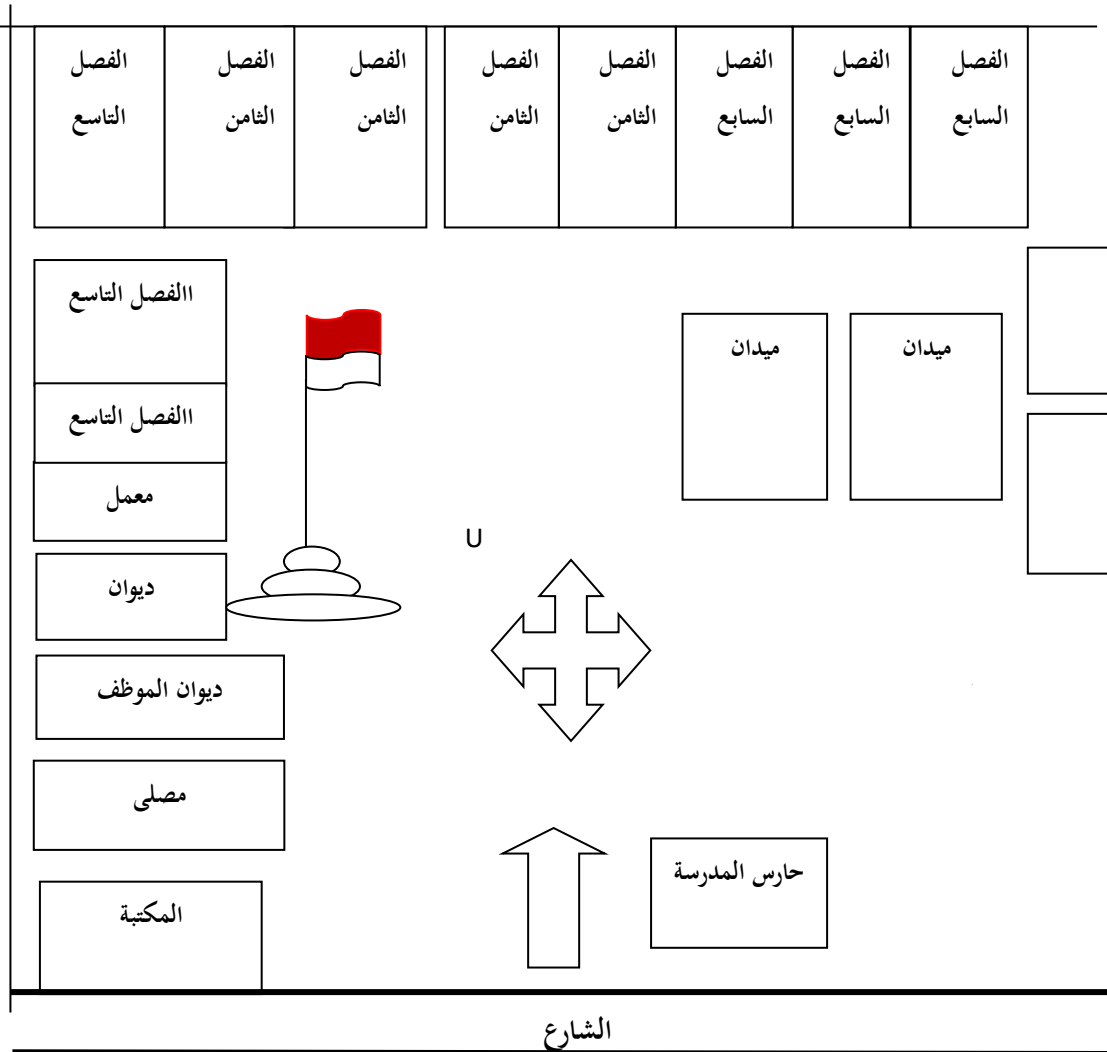 الفصل
السابع
الفصل
السابع
الفصل
السابع
الفصل
الثامن
الفصل
الثامن
الفصل
الثامن
الفصل
الثامن
الفصل
التاسع
ميدان
ميدان
االفصل التاسع
االفصل التاسع
معمل
U
ديوان
ديوان الموظف
مصلى
حارس المدرسة
المكتبة
الشارع